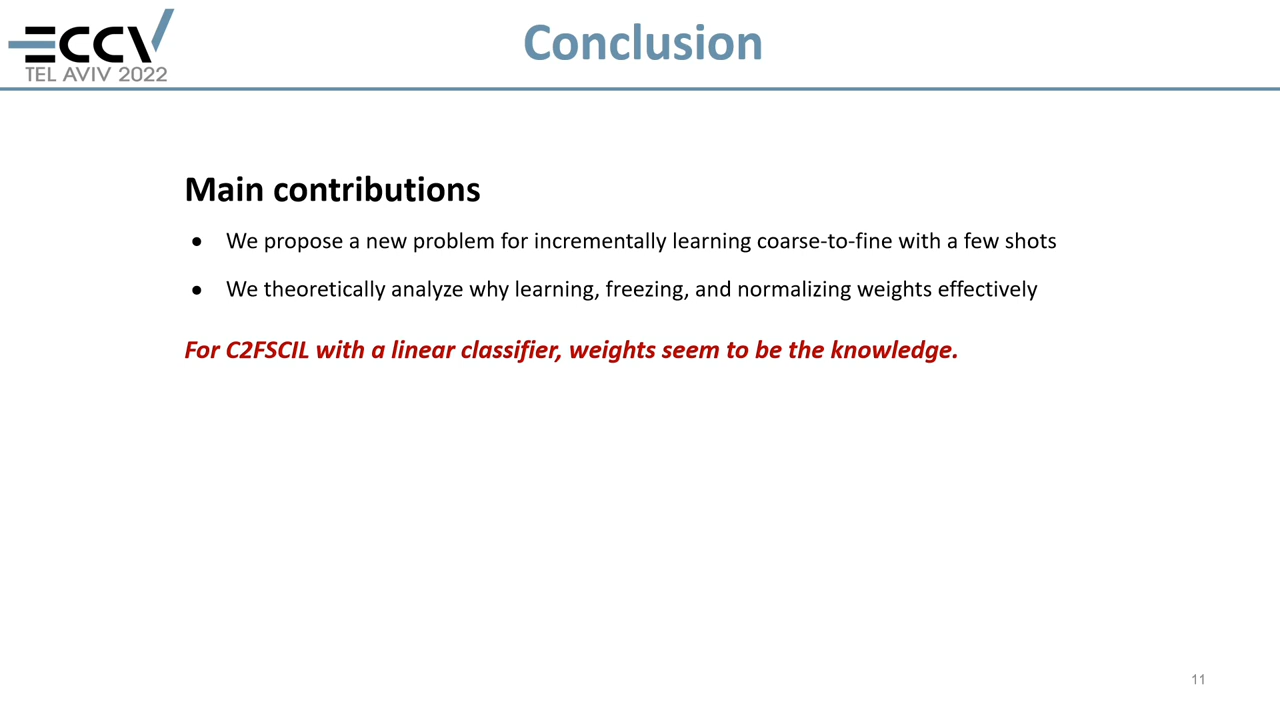 ECCV
TEL AVIV 2022
Conclusion
Main contributions
● We propose a new problem for incrementally learning coarse-to-fine with a few shots
● We theoretically analyze why learning, freezing, and normalizing weights effectively
For C2FSCIL with a linear classifier, weights seem to be the knowledge.
11